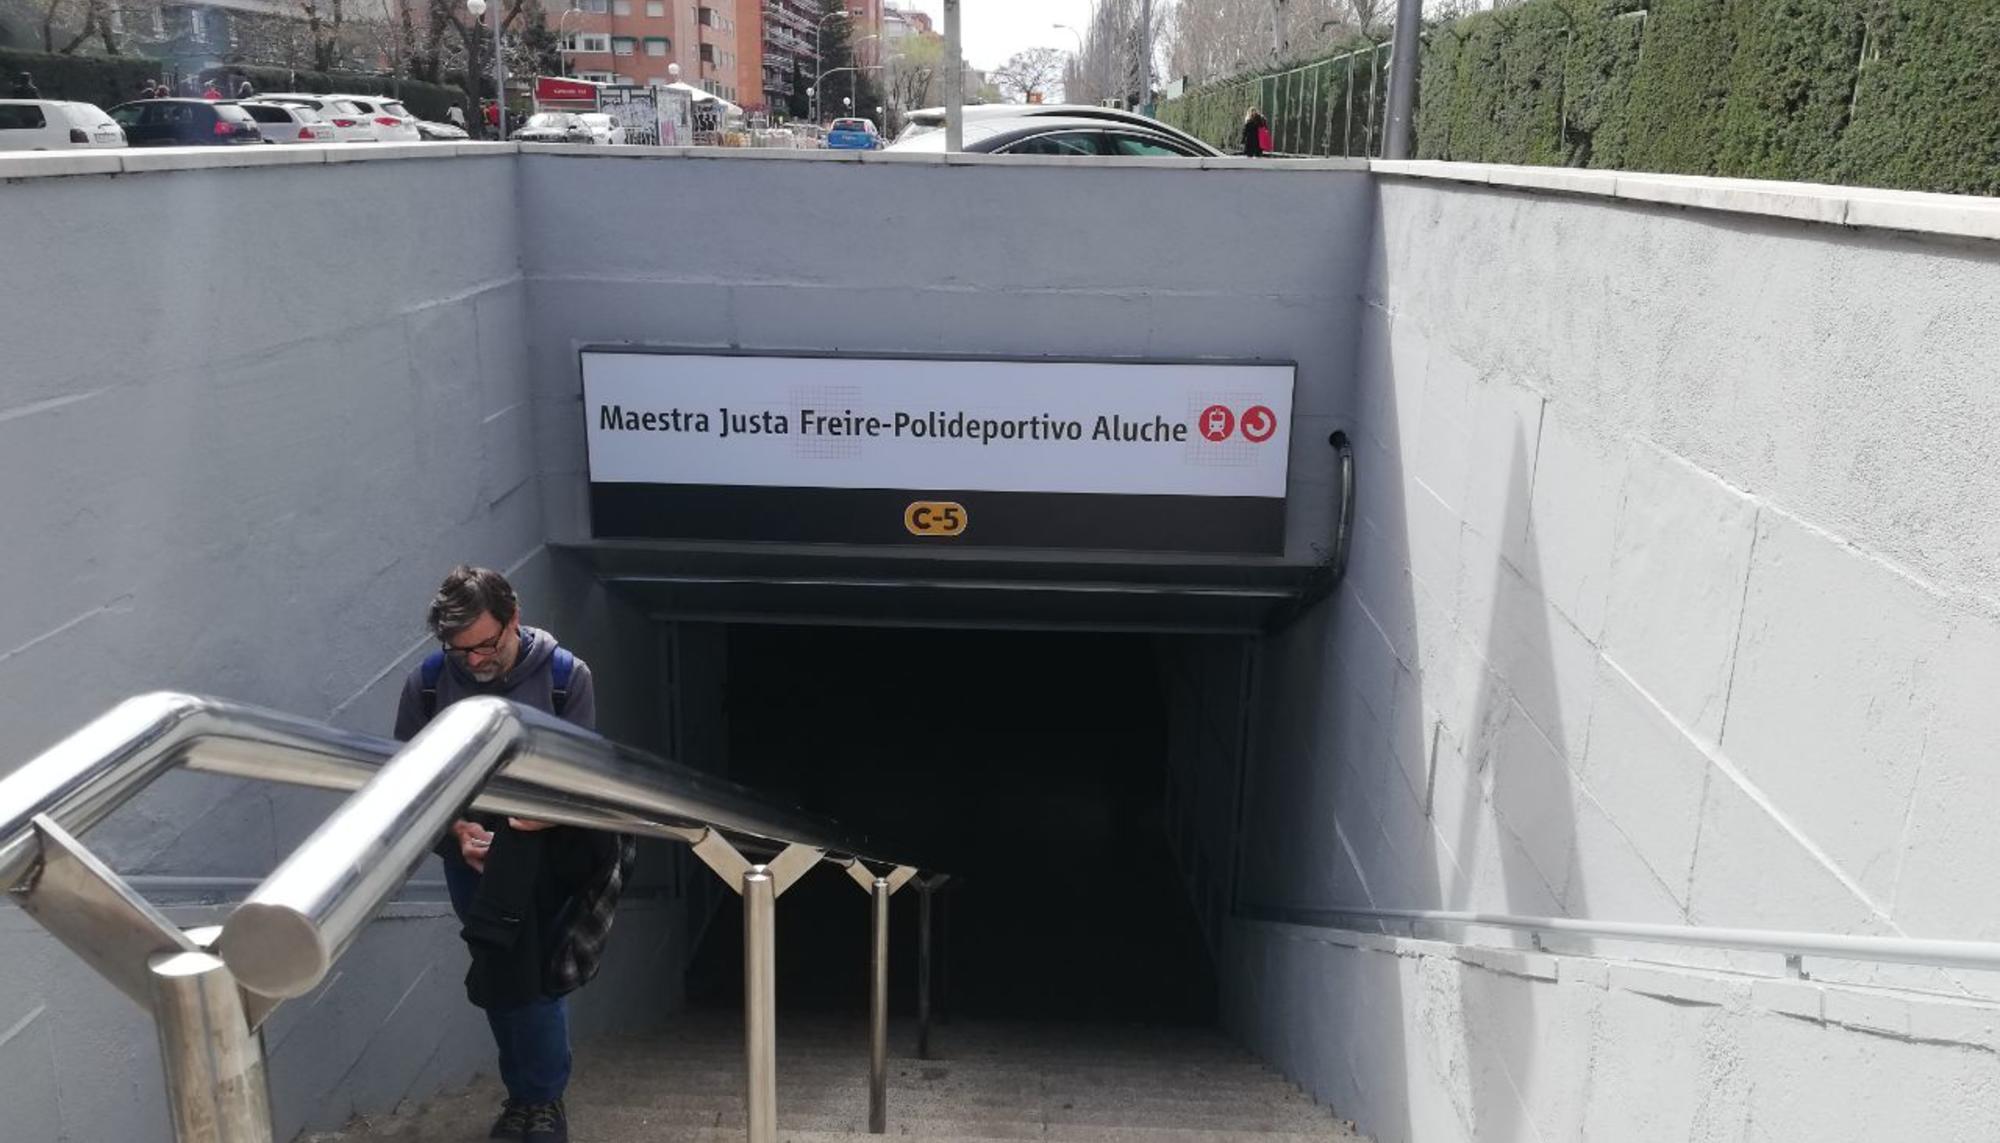 Maestra Justa Freire-Polideportivo Aluche
C-5